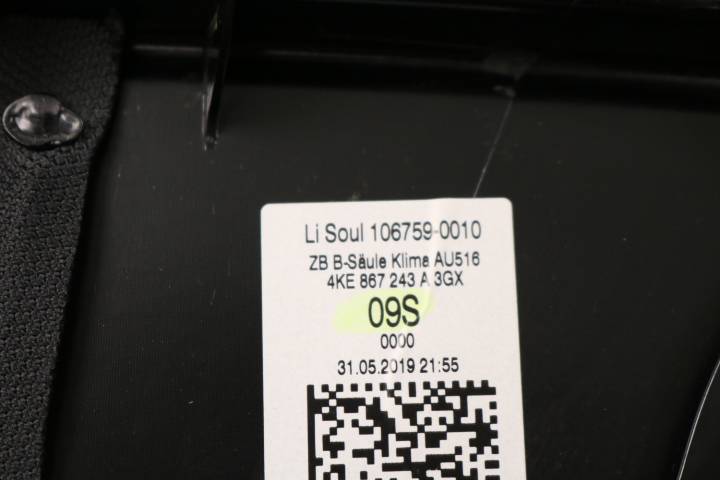 Li Soul 106759-0010
ZB B-Säule Klima AU516
4KE 867 243 A 3GX
09S
0000
31.05.2019 21:55